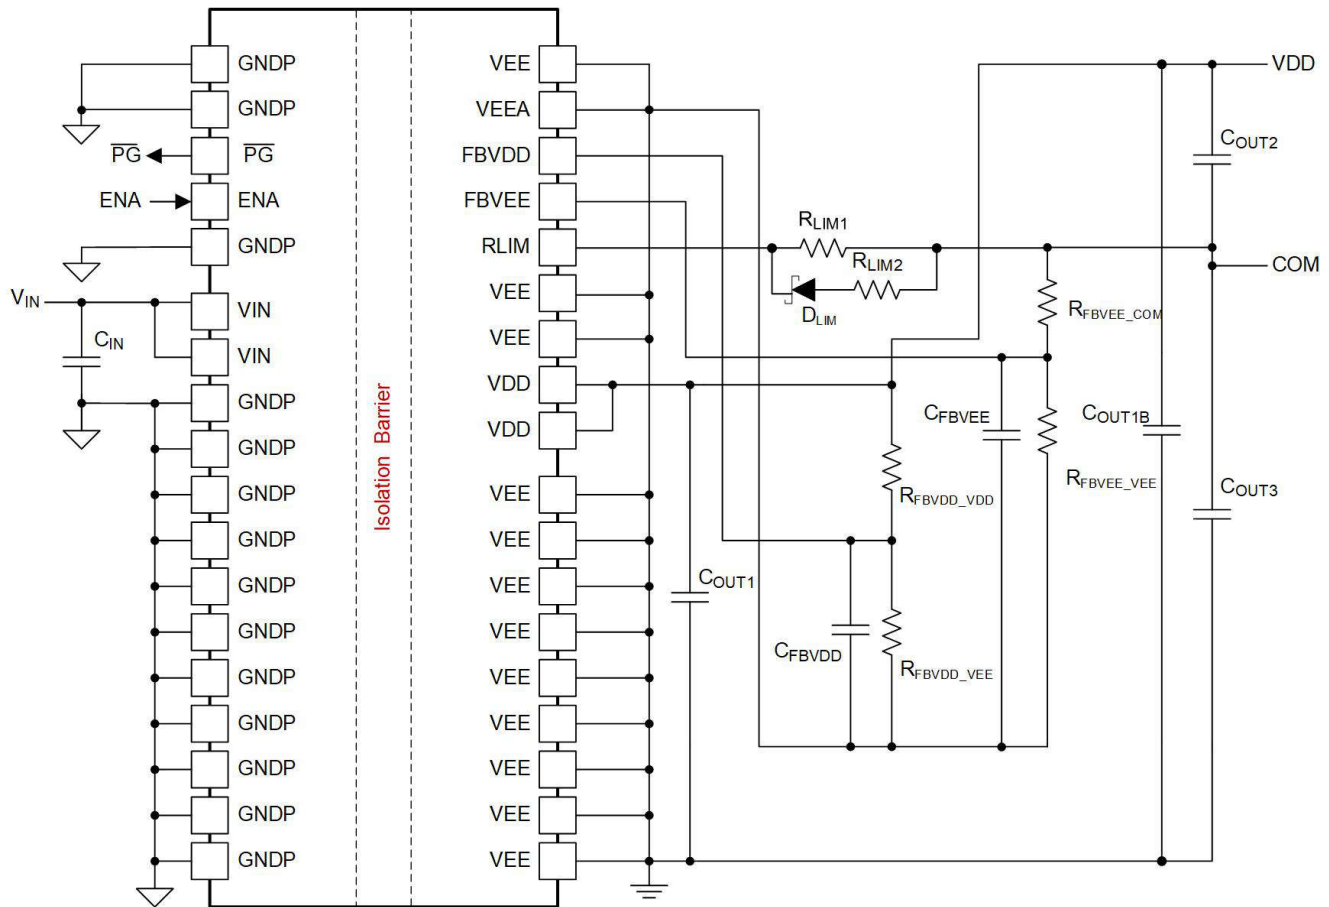 GNDP VEE VDD
GNDP VEEA
PG PG FBVDD COUT2
ENA ENA FBVEE
RLIM1
GNDP RLIM
RLIM2 COM
VIN VIN VEE DLIM RFBVEE_COM
CIN
VIN VEE
GNDP VDD
CFBVEE COUT1B
GNDP VDD
RFBVEE_VEE
Isolation Barrier
GNDP VEE RFBVDD_VDD COUT3
GNDP VEE
GNDP VEE COUT1
GNDP VEE
CFBVDD
GNDP VEE RFBVDD_VEE
GNDP VEE
GNDP VEE
GNDP VEE
GNDP VEE